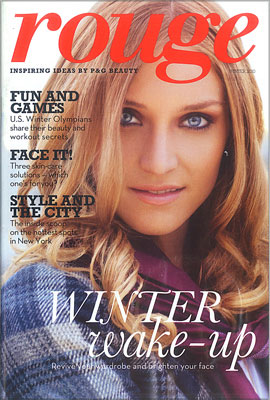 rouge
INSPIRING IDEAS BY P&G BEAUTY
FUN AND
GAMES
U.S. Winter Olympians
share their beauty and
workout secrets
FACE IT!
Three skin-care
solutions – which
one's for you?
STYLE AND
THE CITY
The inside scoop
on the hottest spots
in New York
WINTER
wake-up
Revive your wardrobe and brighten your face